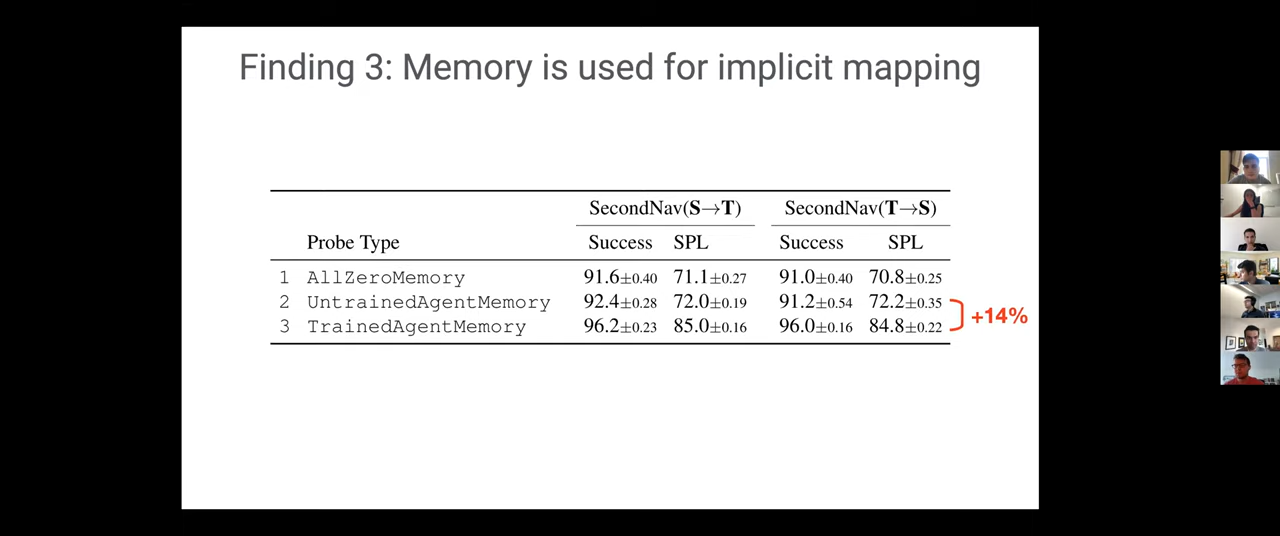 Finding 3: Memory is used for implicit mapping
SecondNav(S→T) SecondNav(T→S)
Probe Type Success SPL Success SPL
1 AllZeroMemory 91.6±0.40 71.1±0.27 91.0±0.40 70.8±0.25
2 UntrainedAgentMemory 92.4±0.28 72.0±0.19 91.2±0.54 72.2±0.35
3 TrainedAgentMemory 96.2±0.23 85.0±0.16 96.0±0.16 84.8±0.22
+14%